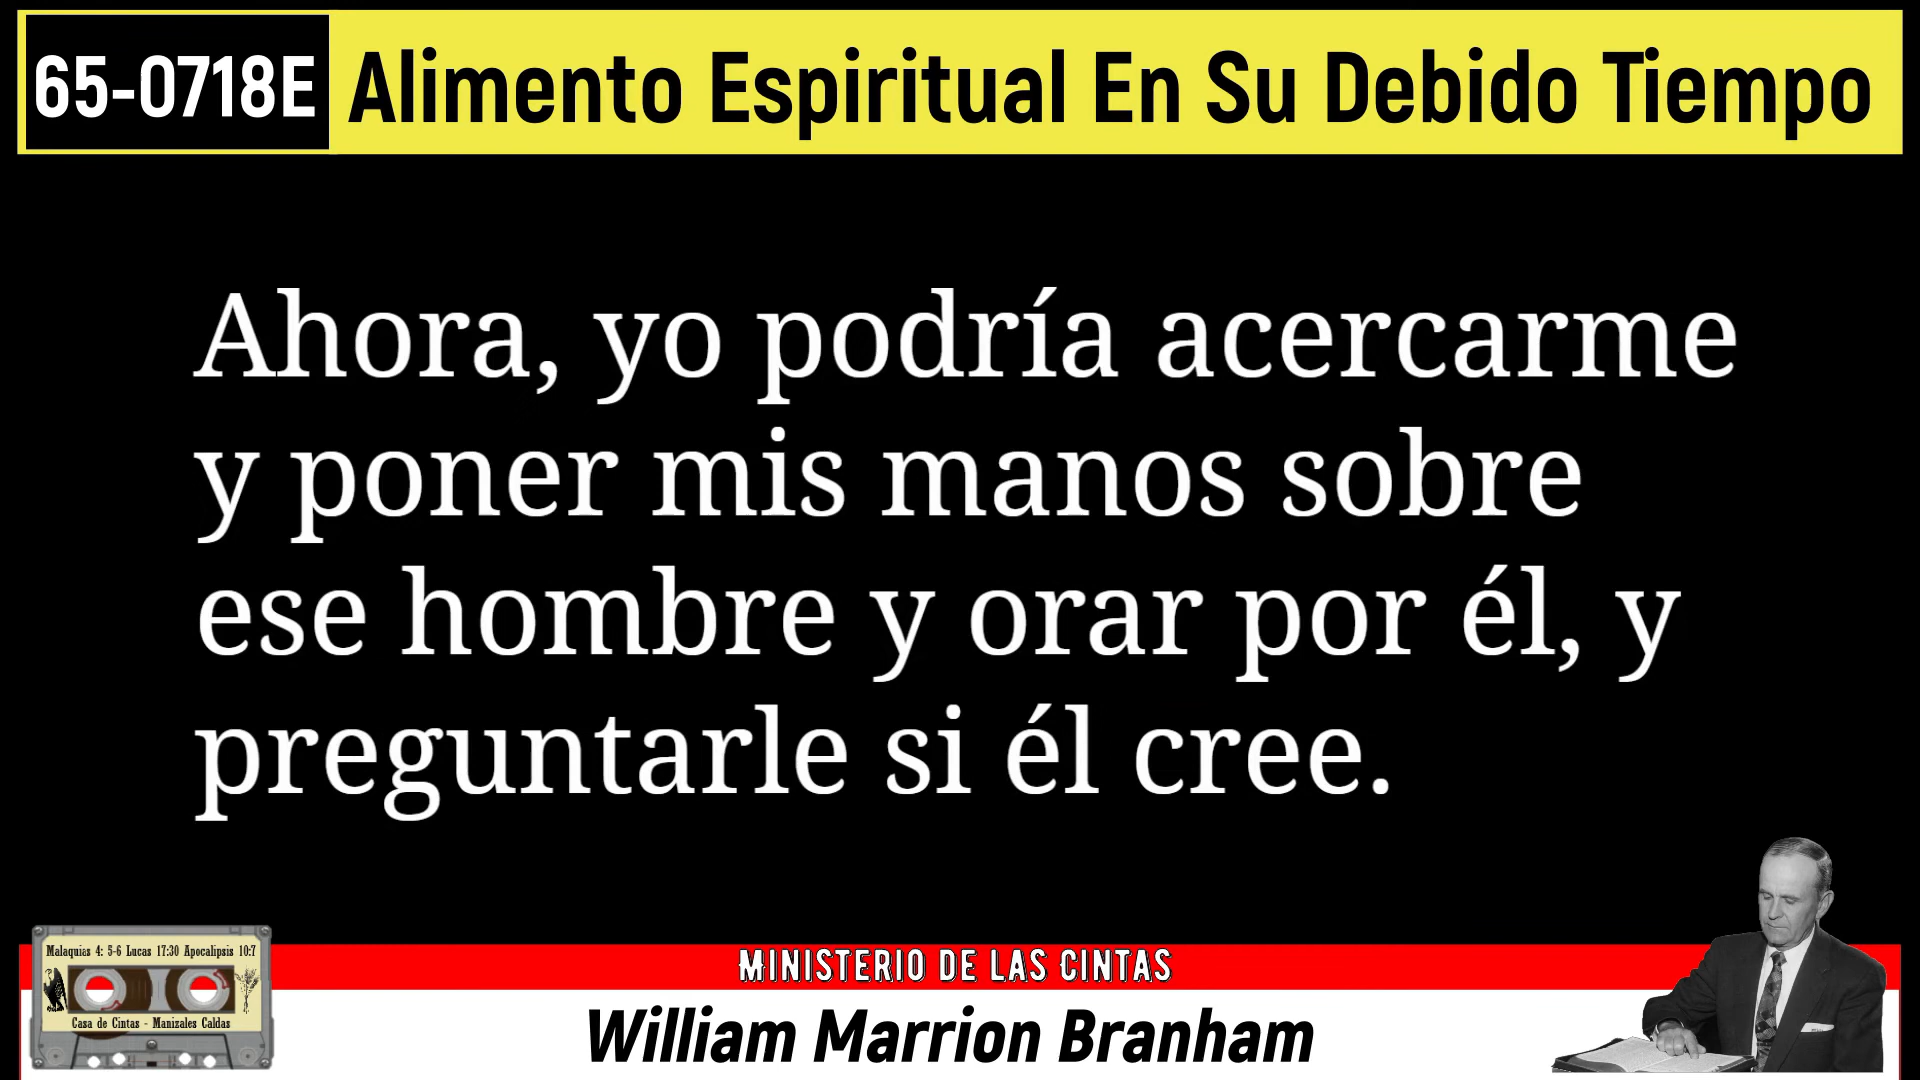 65-0718E Alimento Espiritual En Su Debido Tiempo
Ahora, yo podría acercarme
y poner mis manos sobre
ese hombre y orar por él, y
preguntarle si él cree.
Malaquias 4: 5-6 Lucas 17:30 Apocalipsis 10:7
Casa de Cintas - Manizales Caldas
MINISTERIO DE LAS CINTAS
William Marrion Branham